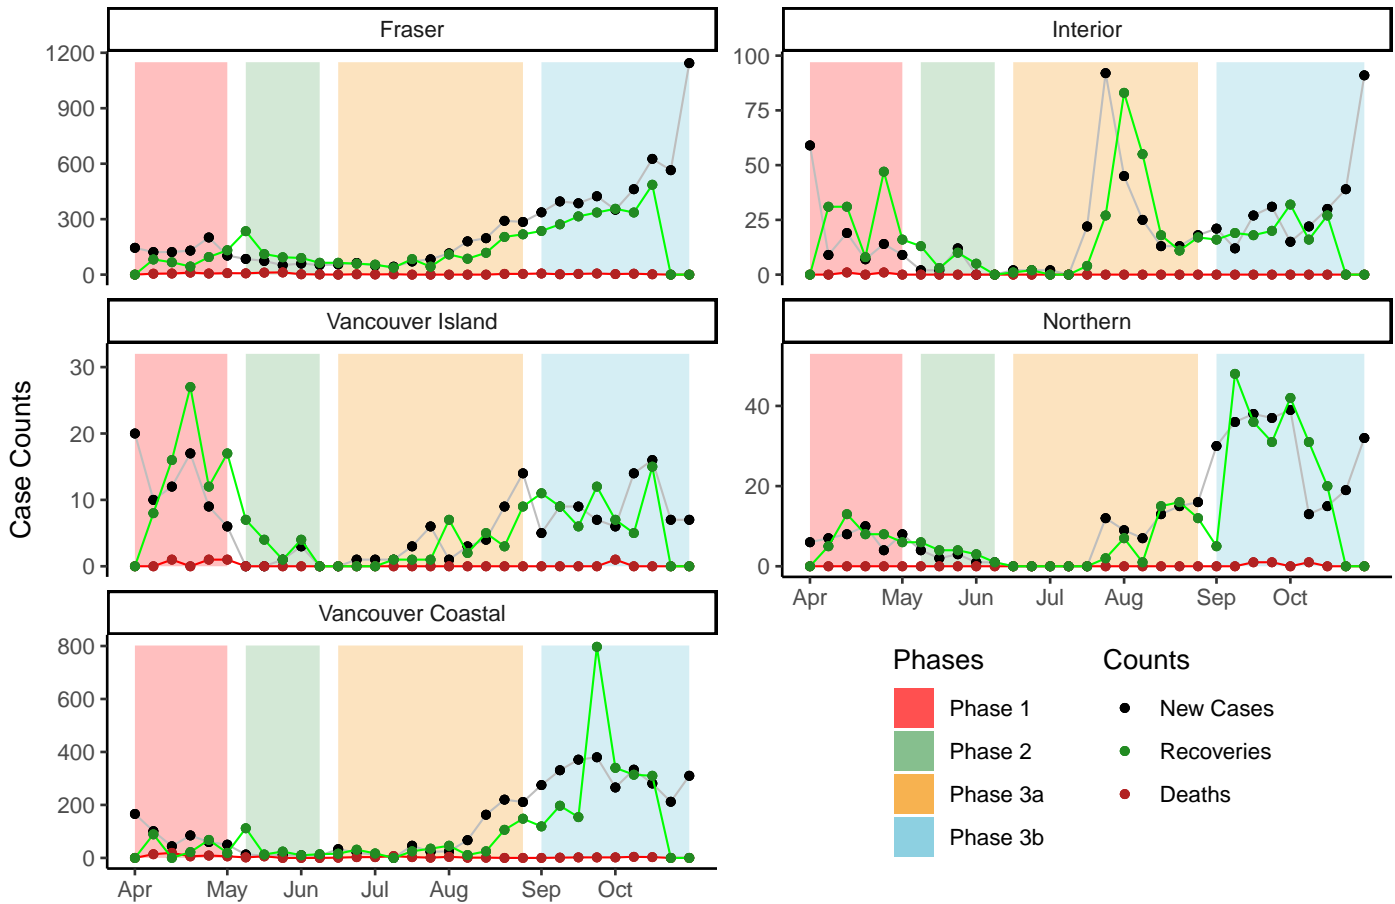 Fraser
Interior
1200
900
600
300
0
100
75
50
25
0
Vancouver Island
Northern
Case Counts
30
20
10
0
40
20
0
Apr May Jun Jul Aug Sep Oct
Vancouver Coastal
800
600
400
200
0
Apr May Jun Jul Aug Sep Oct
Phases
Phase 1
Phase 2
Phase 3a
Phase 3b
Counts
New Cases
Recoveries
Deaths